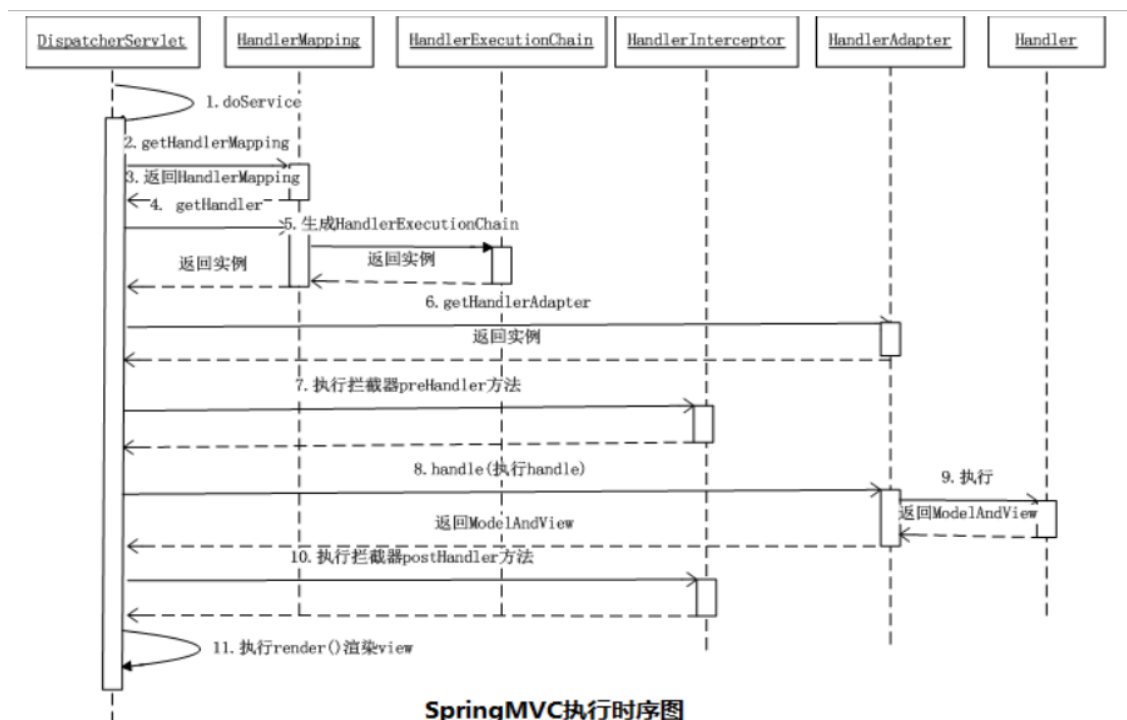 DispatcherServlet
HandlerMapping
HandlerExecutionChain
HandlerInterceptor
HandlerAdapter
Handler
1.doService
2.getHandlerMapping
3.返回HandlerMapping
4. getHandler
5.生成HandlerExecutionChain
返回实例
返回实例
6.getHandlerAdapter
返回实例
7.执行拦截器preHandler方法
8.handle(执行handle)
9.执行
返回ModelAndView
返回ModelAndView
10.执行拦截器postHandler方法
11.执行render()渲染view
SpringMVC执行时序图